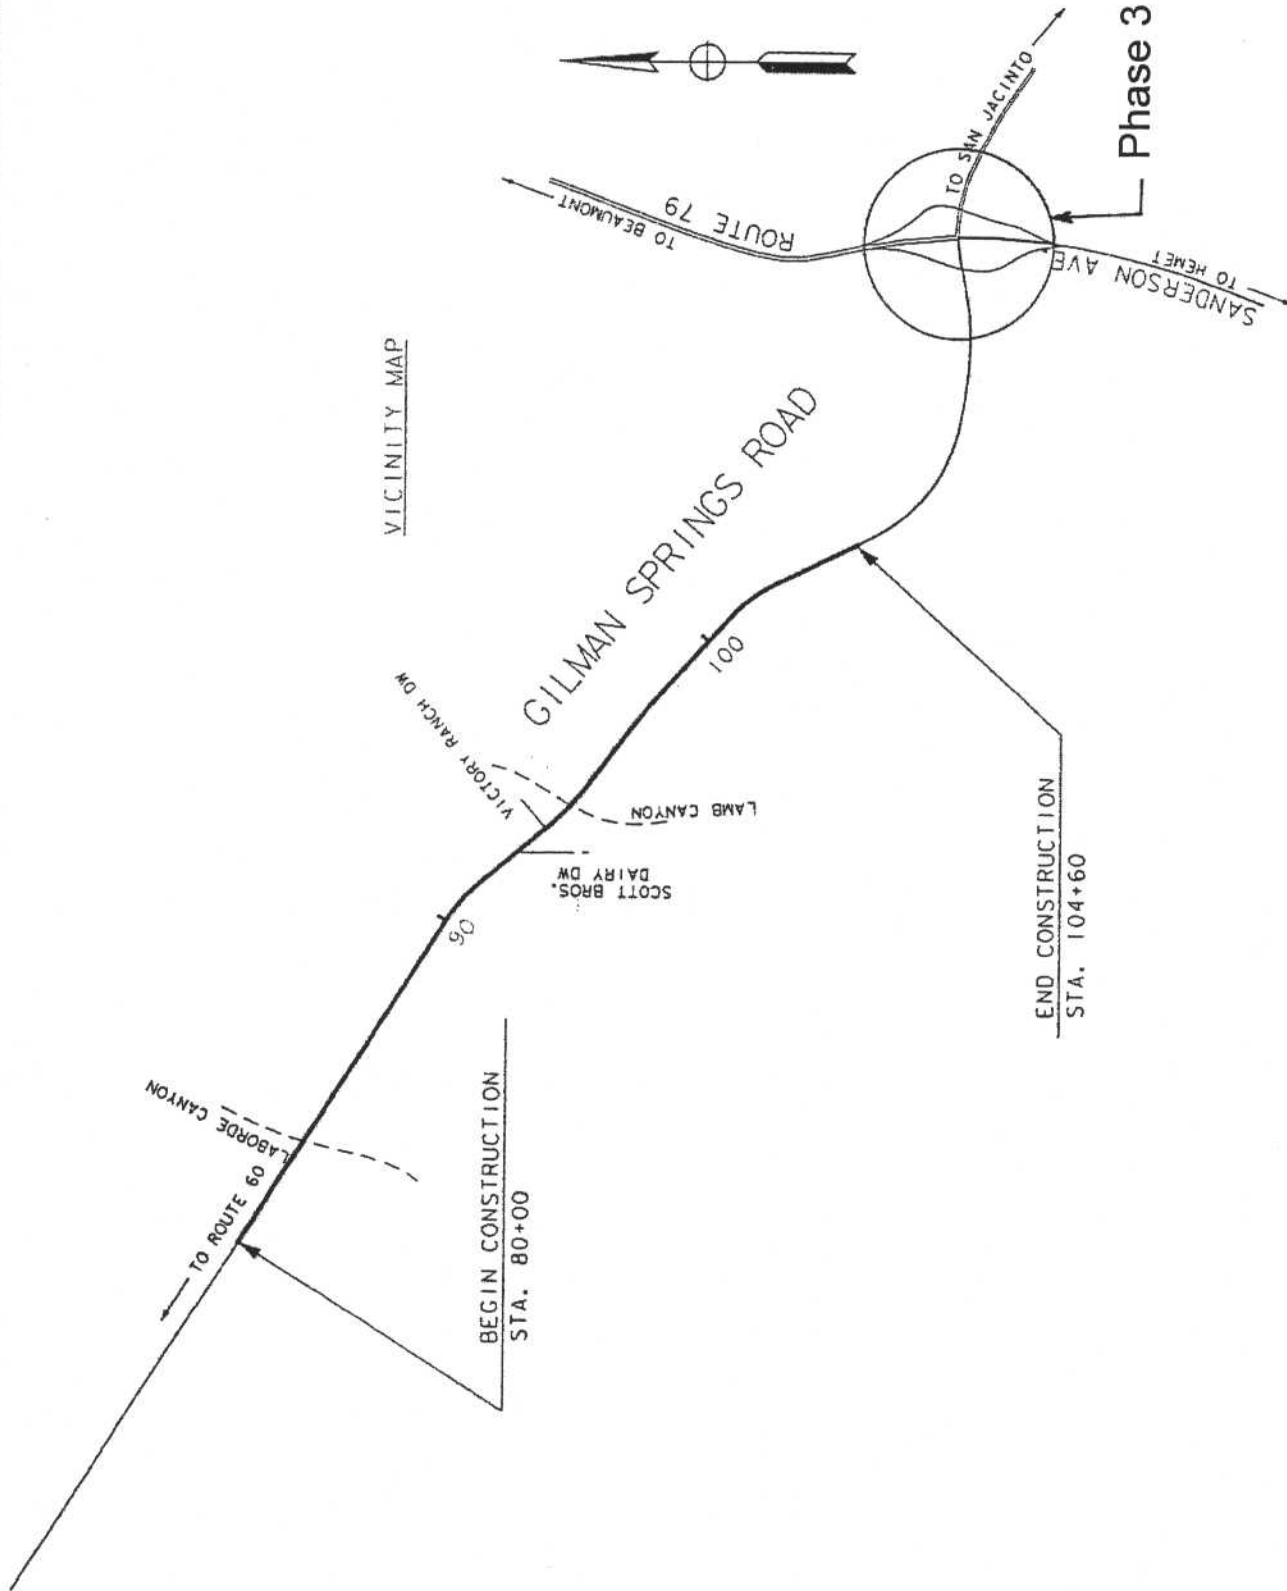 VICINITY MAP
TO ROUTE 60
LABORDE CANYON
BEGIN CONSTRUCTION
STA. 80+00
90
SCOTT BROS.
DAIRY DW
VICTORY RANCH DW
LAMB CANYON
GILMAN SPRINGS ROAD
100
END CONSTRUCTION
STA. 104+60
TO BEAUMONT
ROUTE 79
TO SAN JACINTO
SANDERSON AVE
TO HEMET
Phase 3